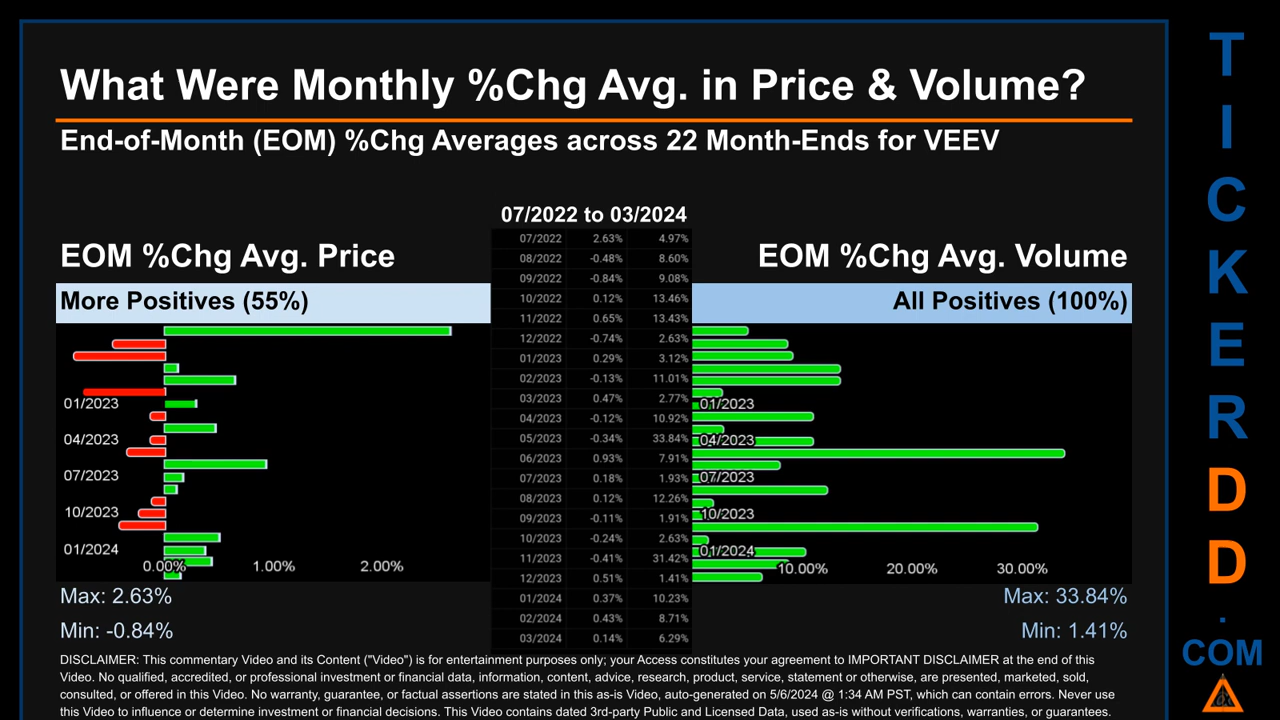 What Were Monthly %Chg Avg. in Price & Volume?
End-of-Month (EOM) %Chg Averages across 22 Month-Ends for VEEV
07/2022 to 03/2024
EOM %Chg Avg. Price
EOM %Chg Avg. Volume
More Positives (55%)
All Positives (100%)
07/2022 2.63% 4.97%
08/2022 -0.48% 8.60%
09/2022 -0.84% 9.08%
10/2022 0.12% 13.46%
11/2022 0.65% 13.43%
12/2022 -0.74% 2.63%
01/2023 0.29% 3.12%
02/2023 -0.13% 11.01%
03/2023 0.47% 2.77%
04/2023 -0.12% 10.92%
05/2023 -0.34% 33.84%
06/2023 0.93% 7.91%
07/2023 0.18% 1.93%
08/2023 0.12% 12.26%
09/2023 -0.11% 1.91%
10/2023 -0.24% 2.63%
11/2023 -0.41% 31.42%
12/2023 0.51% 1.41%
01/2024 0.37% 10.23%
02/2024 0.43% 8.71%
03/2024 0.14% 6.29%
01/2023
04/2023
07/2023
10/2023
01/2024
0.00% 1.00% 2.00%
01/2023
04/2023
07/2023
10/2023
01/2024
10.00% 20.00% 30.00%
Max: 2.63%
Min: -0.84%
Max: 33.84%
Min: 1.41%
DISCLAIMER: This commentary Video and its Content ("Video") is for entertainment purposes only; your Access constitutes your agreement to IMPORTANT DISCLAIMER at the end of this
Video. No qualified, accredited, or professional investment or financial data, information, content, advice, research, product, service, statement or otherwise, are presented, marketed, sold,
consulted, or offered in this Video. No warranty, guarantee, or factual assertions are stated in this as-is Video, auto-generated on 5/6/2024 @ 1:34 AM PST, which can contain errors. Never use
this Video to influence or determine investment or financial decisions. This Video contains dated 3rd-party Public and Licensed Data, used as-is without verifications, warranties, or guarantees.
T
I
C
K
E
R
D
D
.
COM